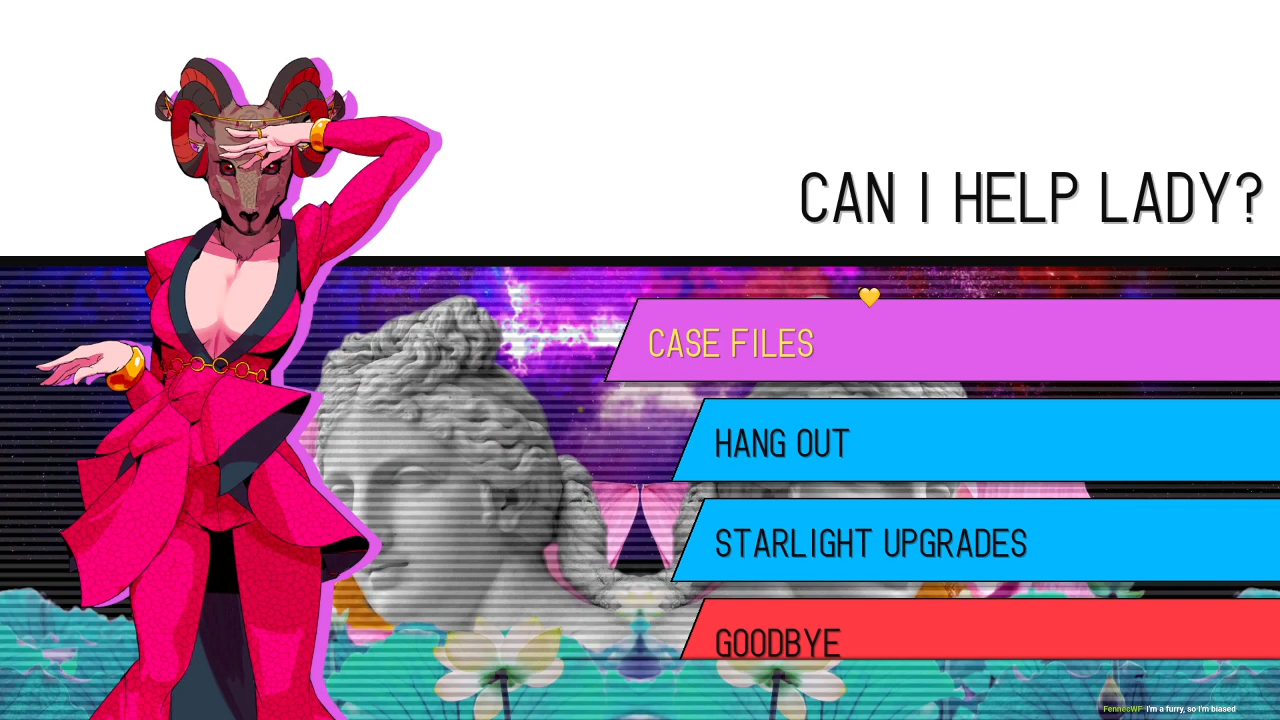 CAN I HELP LADY?
CASE FILES
HANG OUT
STARLIGHT UPGRADES
GOODBYE
FennecWF I'm a furry, so I'm biased